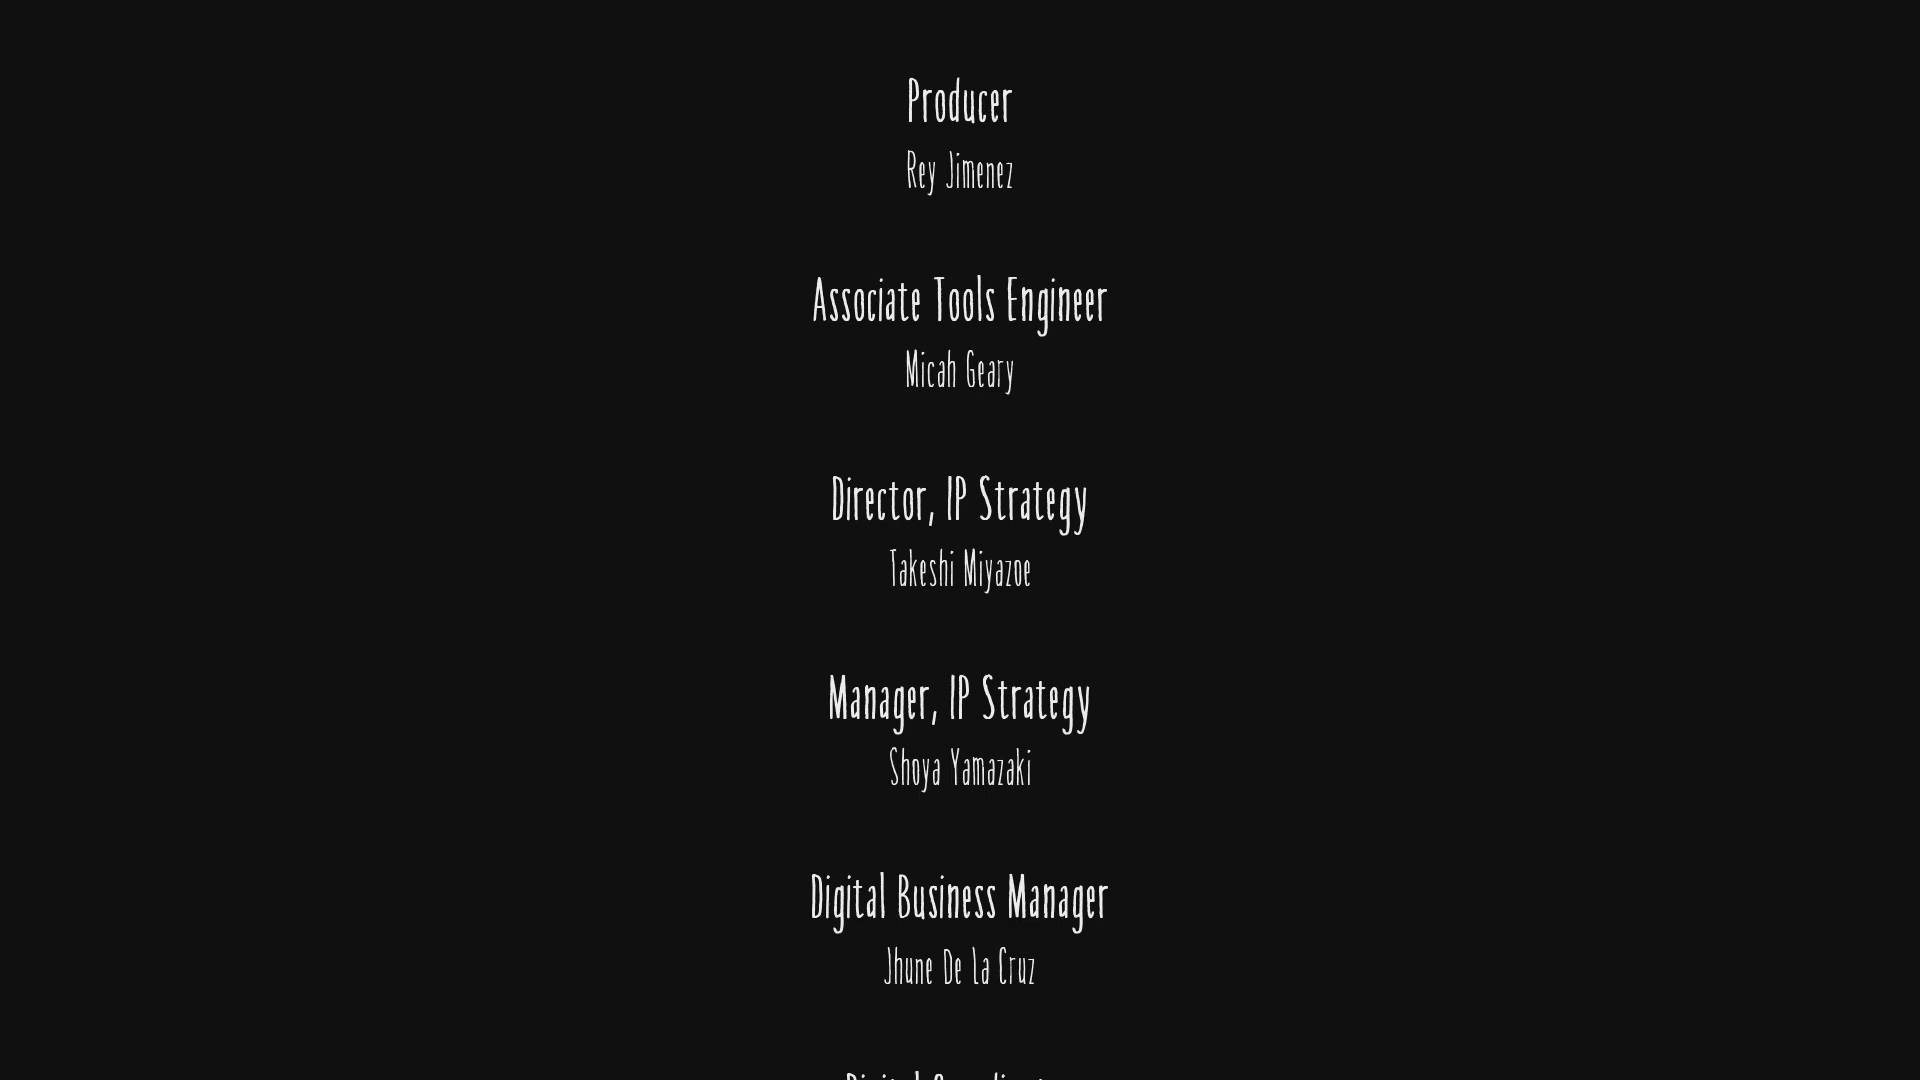 Producer
Rey Jimenez
Associate Tools Engineer
Micah Geary
Director, IP Strategy
Takeshi Miyazoe
Manager, IP Strategy
Shoya Yamazaki
Digital Business Manager
Jhune De La Cruz